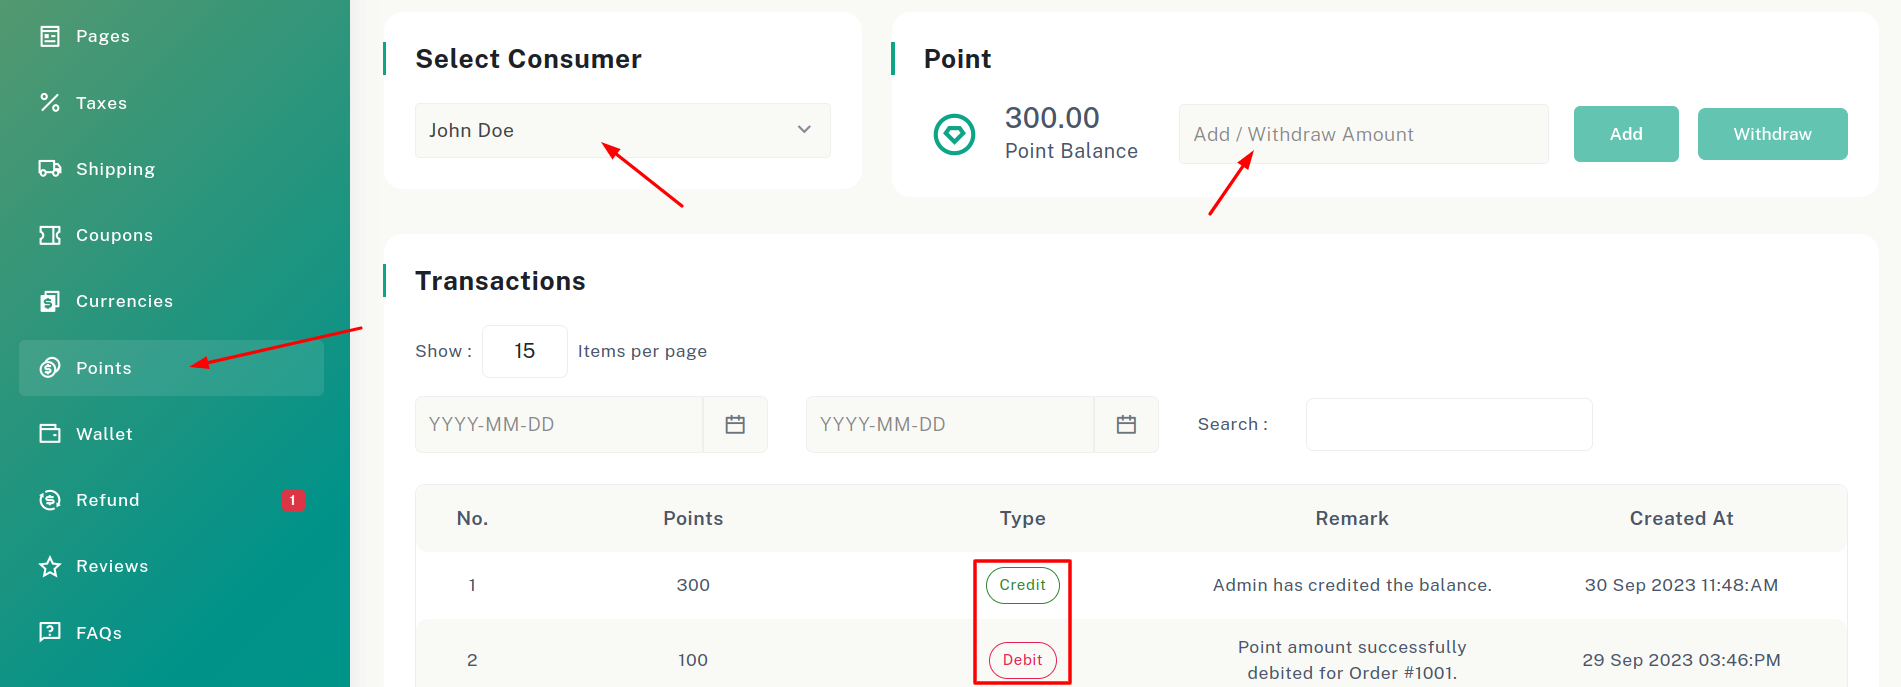 Pages
Taxes
Shipping
Coupons
Currencies
Points
Wallet
Refund 1
Reviews
FAQs
Select Consumer
John Doe
Point
300.00
Point Balance
Add / Withdraw Amount
Add
Withdraw
Transactions
Show : 15 Items per page
YYYY-MM-DD YYYY-MM-DD Search :
No. Points Type Remark Created At
1 300 Credit Admin has credited the balance. 30 Sep 2023 11:48:AM
2 100 Debit Point amount successfully debited for Order #1001. 29 Sep 2023 03:46:PM